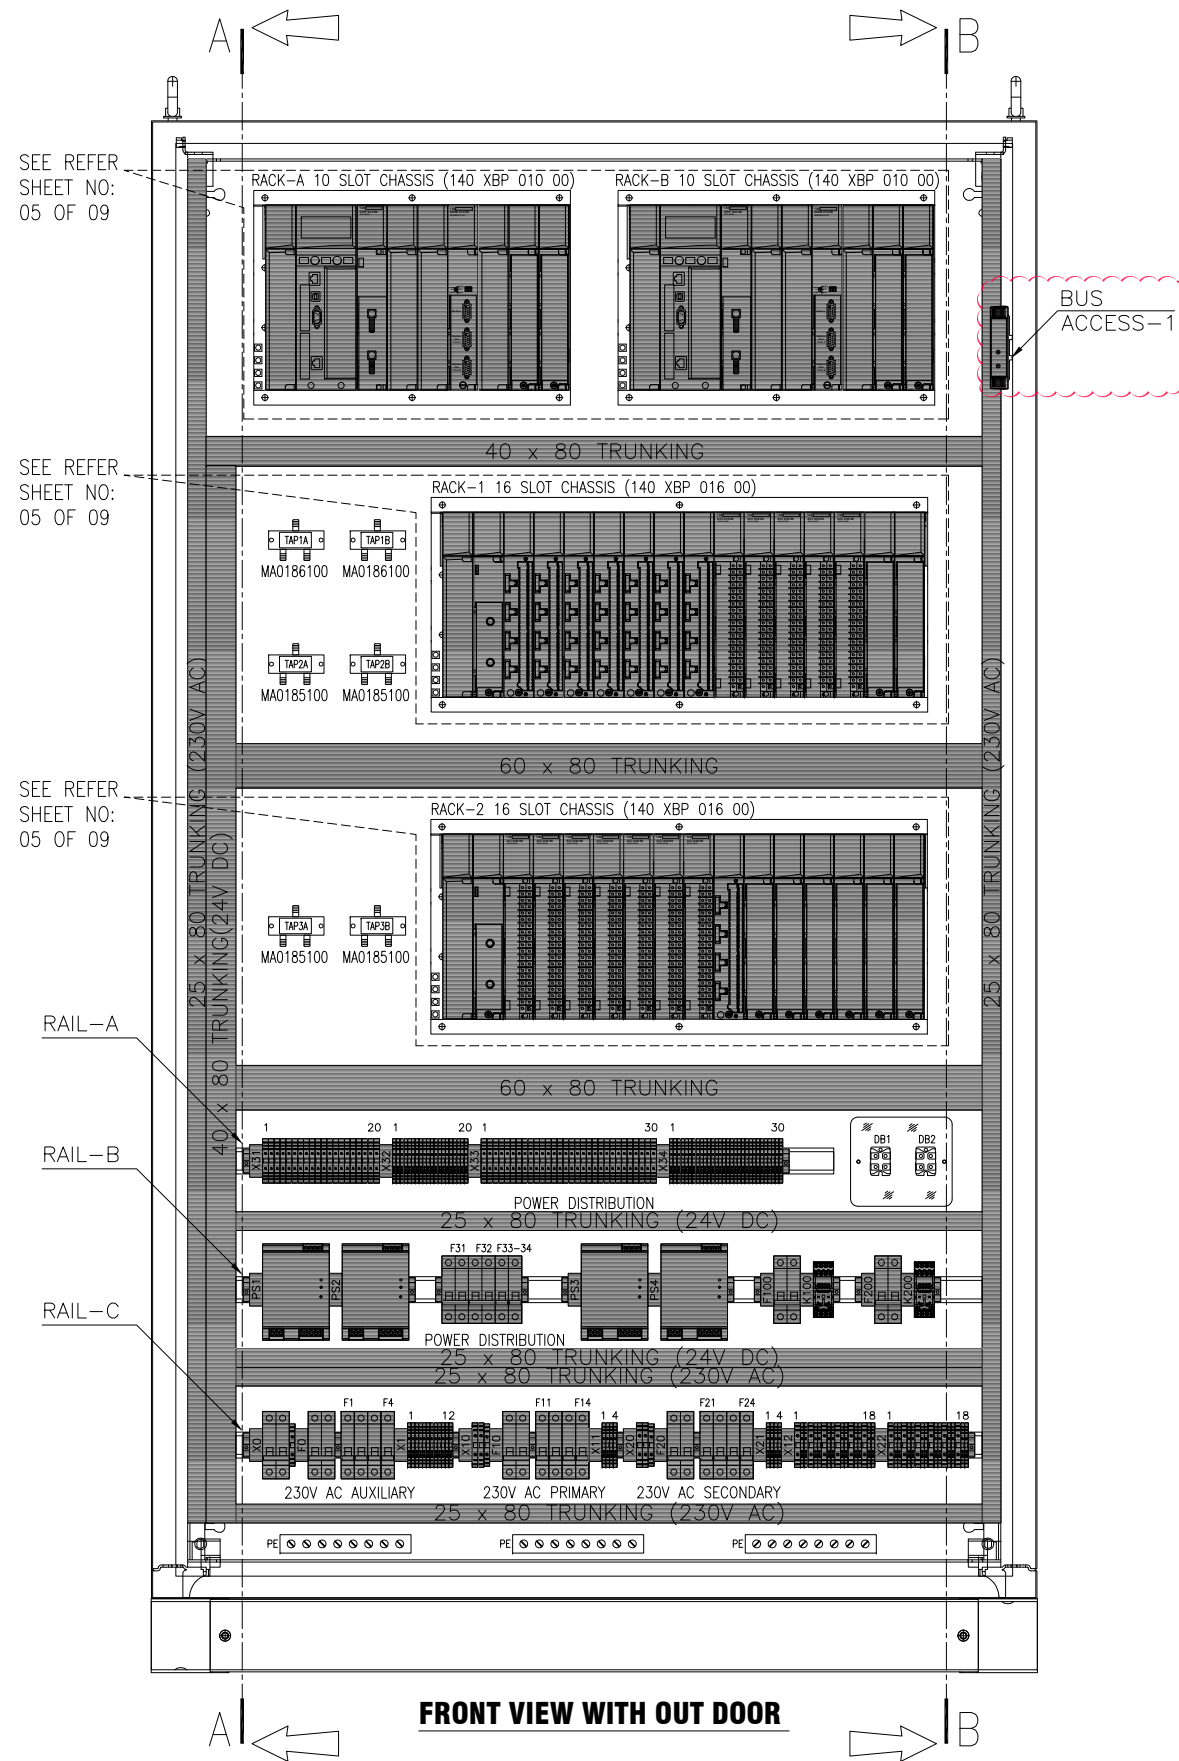 A
B
SEE REFER
SHEET NO:
05 OF 09
RACK-A 10 SLOT CHASSIS (140 XBP 010 00)
RACK-B 10 SLOT CHASSIS (140 XBP 010 00)
BUS
ACCESS-1
40 x 80 TRUNKING
SEE REFER
SHEET NO:
05 OF 09
RACK-1 16 SLOT CHASSIS (140 XBP 016 00)
TAP1A
TAP1B
MA0186100
MA0186100
TAP2A
TAP2B
MA0185100
MA0185100
25 x 80 TRUNKING (230V AC)
25 x 80 TRUNKING (230V AC)
60 x 80 TRUNKING
SEE REFER
SHEET NO:
05 OF 09
RACK-2 16 SLOT CHASSIS (140 XBP 016 00)
40 x 80 TRUNKING(24V DC)
TAP3A
TAP3B
MA0185100
MA0185100
RAIL-A
60 x 80 TRUNKING
1 20 1 20 1 30 1 30
X31 X32 X33 X34
DB1 DB2
RAIL-B
POWER DISTRIBUTION
25 x 80 TRUNKING (24V DC)
F31 F32 F33-34
PS1 PS2 PS3 PS4 F100 K100 F200 K200
RAIL-C
POWER DISTRIBUTION
25 x 80 TRUNKING (24V DC)
25 x 80 TRUNKING (230V AC)
F1 F4 1 12 F11 F14 1 4 F21 F24 1 4 1 18 1 18
X0 F0 X1 X10 F10 X11 X20 F20 X21 X12 X22
230V AC AUXILIARY
230V AC PRIMARY
230V AC SECONDARY
25 x 80 TRUNKING (230V AC)
PE
PE
PE
FRONT VIEW WITH OUT DOOR
A
B